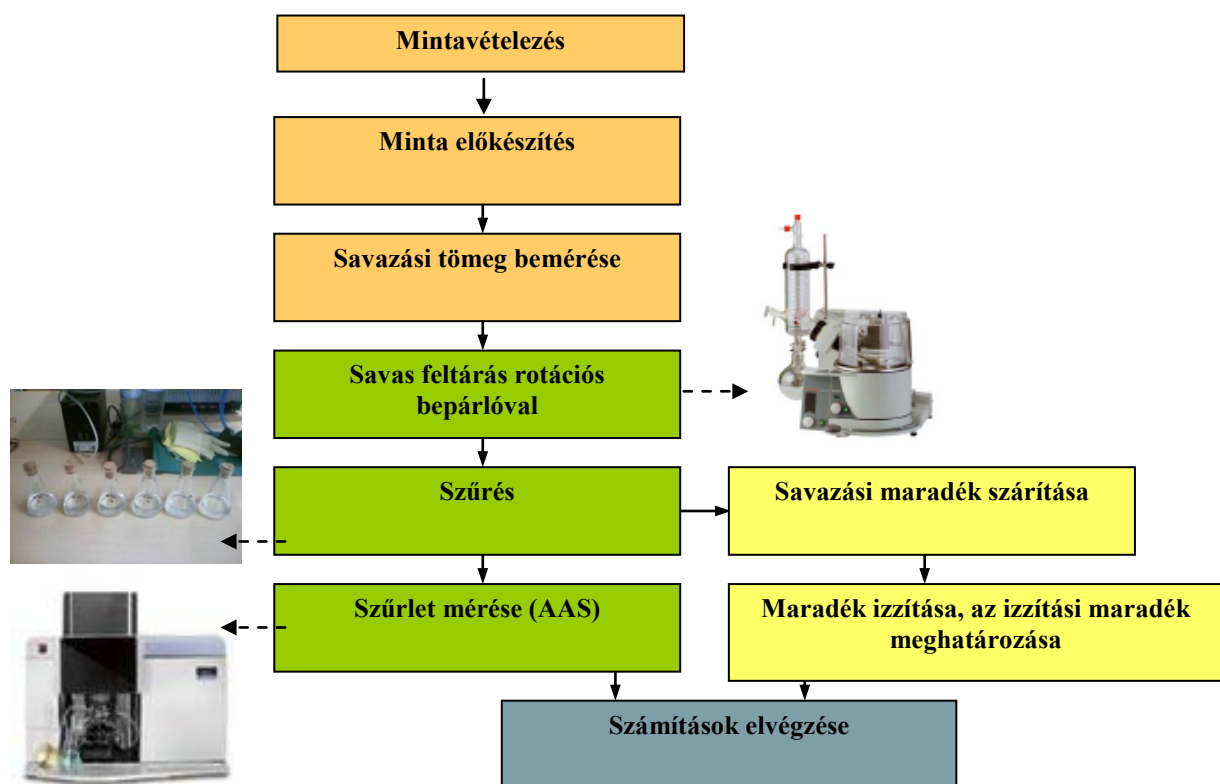 Mintavételezés
Minta előkészítés
Savazási tömeg bemérése
Savas feltárás rotációs
bepárlóval
Szűrés
Savazási maradék szárítása
Szűrlet mérése (AAS)
Maradék izzítása, az izzítási maradék
meghatározása
Számítások elvégzése